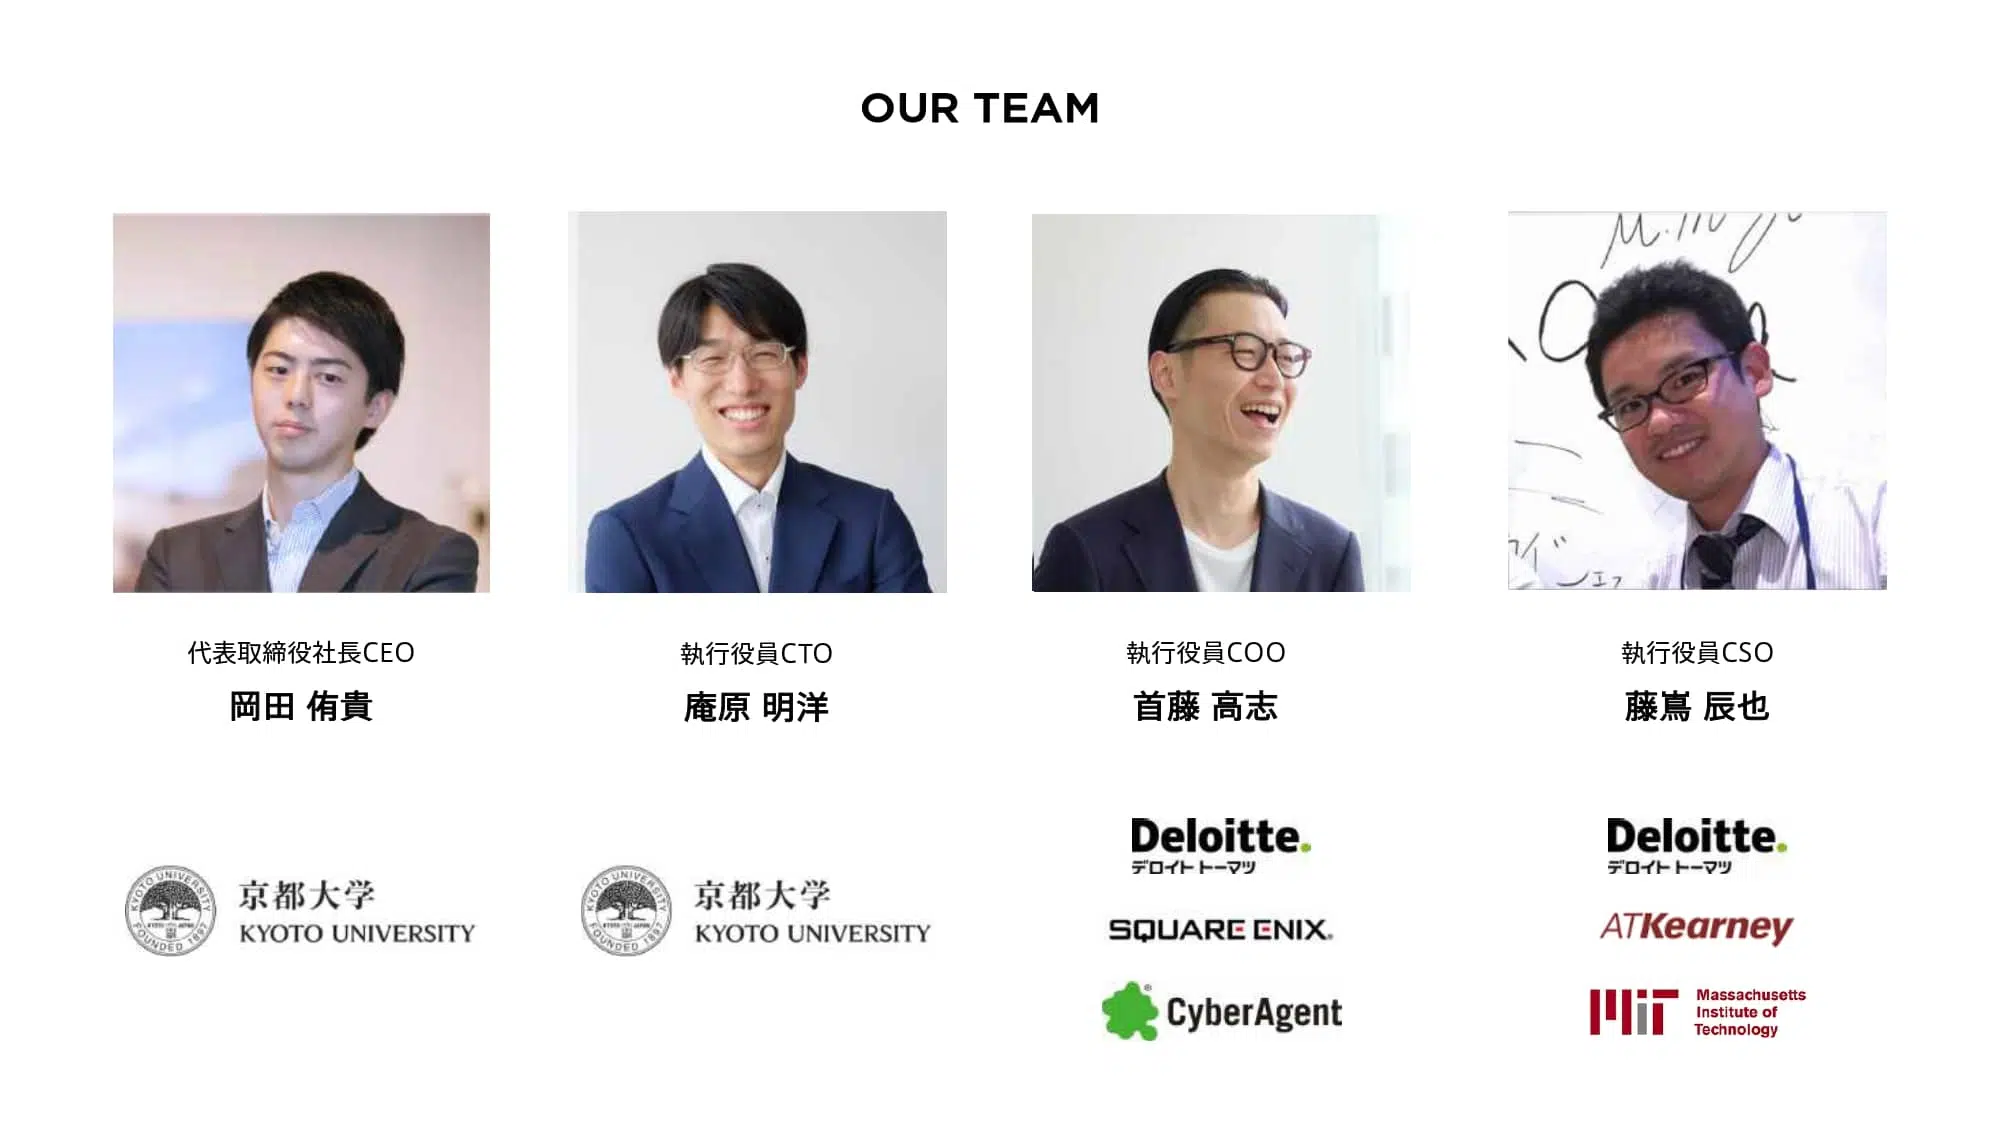 OUR TEAM
代表取締役社長CEO
岡田 侑貴
執行役員CTO
庵原 明洋
執行役員COO
首藤 高志
執行役員CSO
藤嶌 辰也
KYOTO UNIVERSITY
FOUNDED 1897
京都大学
KYOTO UNIVERSITY
KYOTO UNIVERSITY
FOUNDED 1897
京都大学
KYOTO UNIVERSITY
Deloitte.
デロイト トーマツ
SQUARE ENIX®
CyberAgent®
Deloitte.
デロイト トーマツ
ATKearney
MIT
Massachusetts
Institute of
Technology